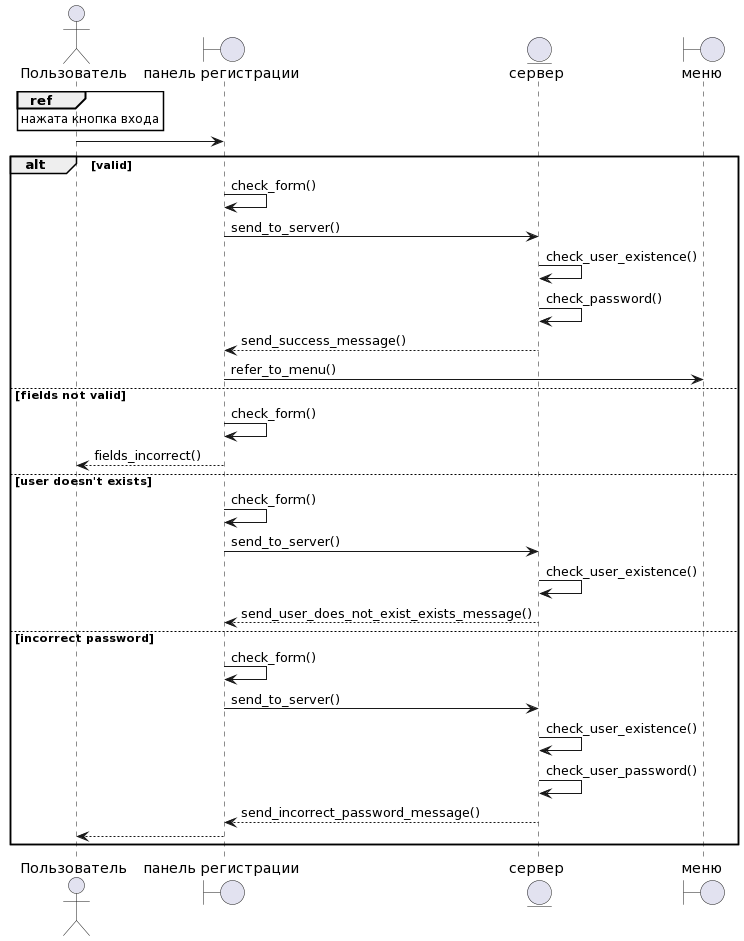 Пользователь
панель регистрации
сервер
меню
ref
нажата кнопка входа
alt
[valid]
check_form()
send_to_server()
check_user_existence()
check_password()
send_success_message()
refer_to_menu()
[fields not valid]
check_form()
fields_incorrect()
[user doesn't exists]
check_form()
send_to_server()
check_user_existence()
send_user_does_not_exist_exists_message()
[incorrect password]
check_form()
send_to_server()
check_user_existence()
check_user_password()
send_incorrect_password_message()
Пользователь
панель регистрации
сервер
меню